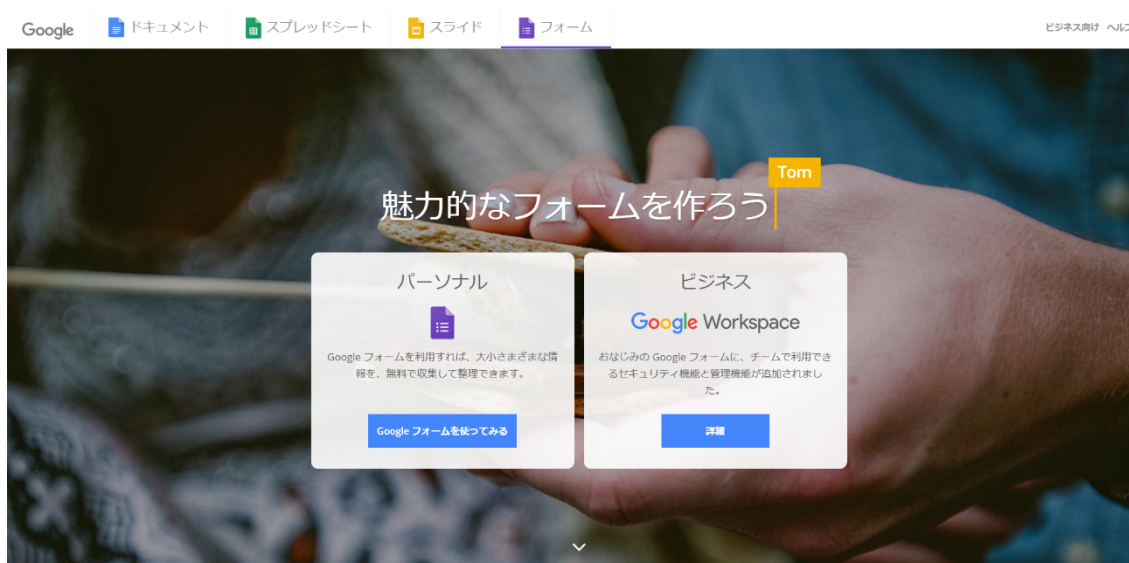 Google ドキュメント スプレッドシート スライド フォーム ビジネス向け ヘルプ
Tom
魅力的なフォームを作ろう
パーソナル
Google フォームを利用すれば、大小さまざまな情
報を、無料で収集して整理できます。
Google フォームを使ってみる
ビジネス
Google Workspace
おなじみの Google フォームに、チームで利用でき
るセキュリティ機能と管理機能が追加されまし
た。
詳細